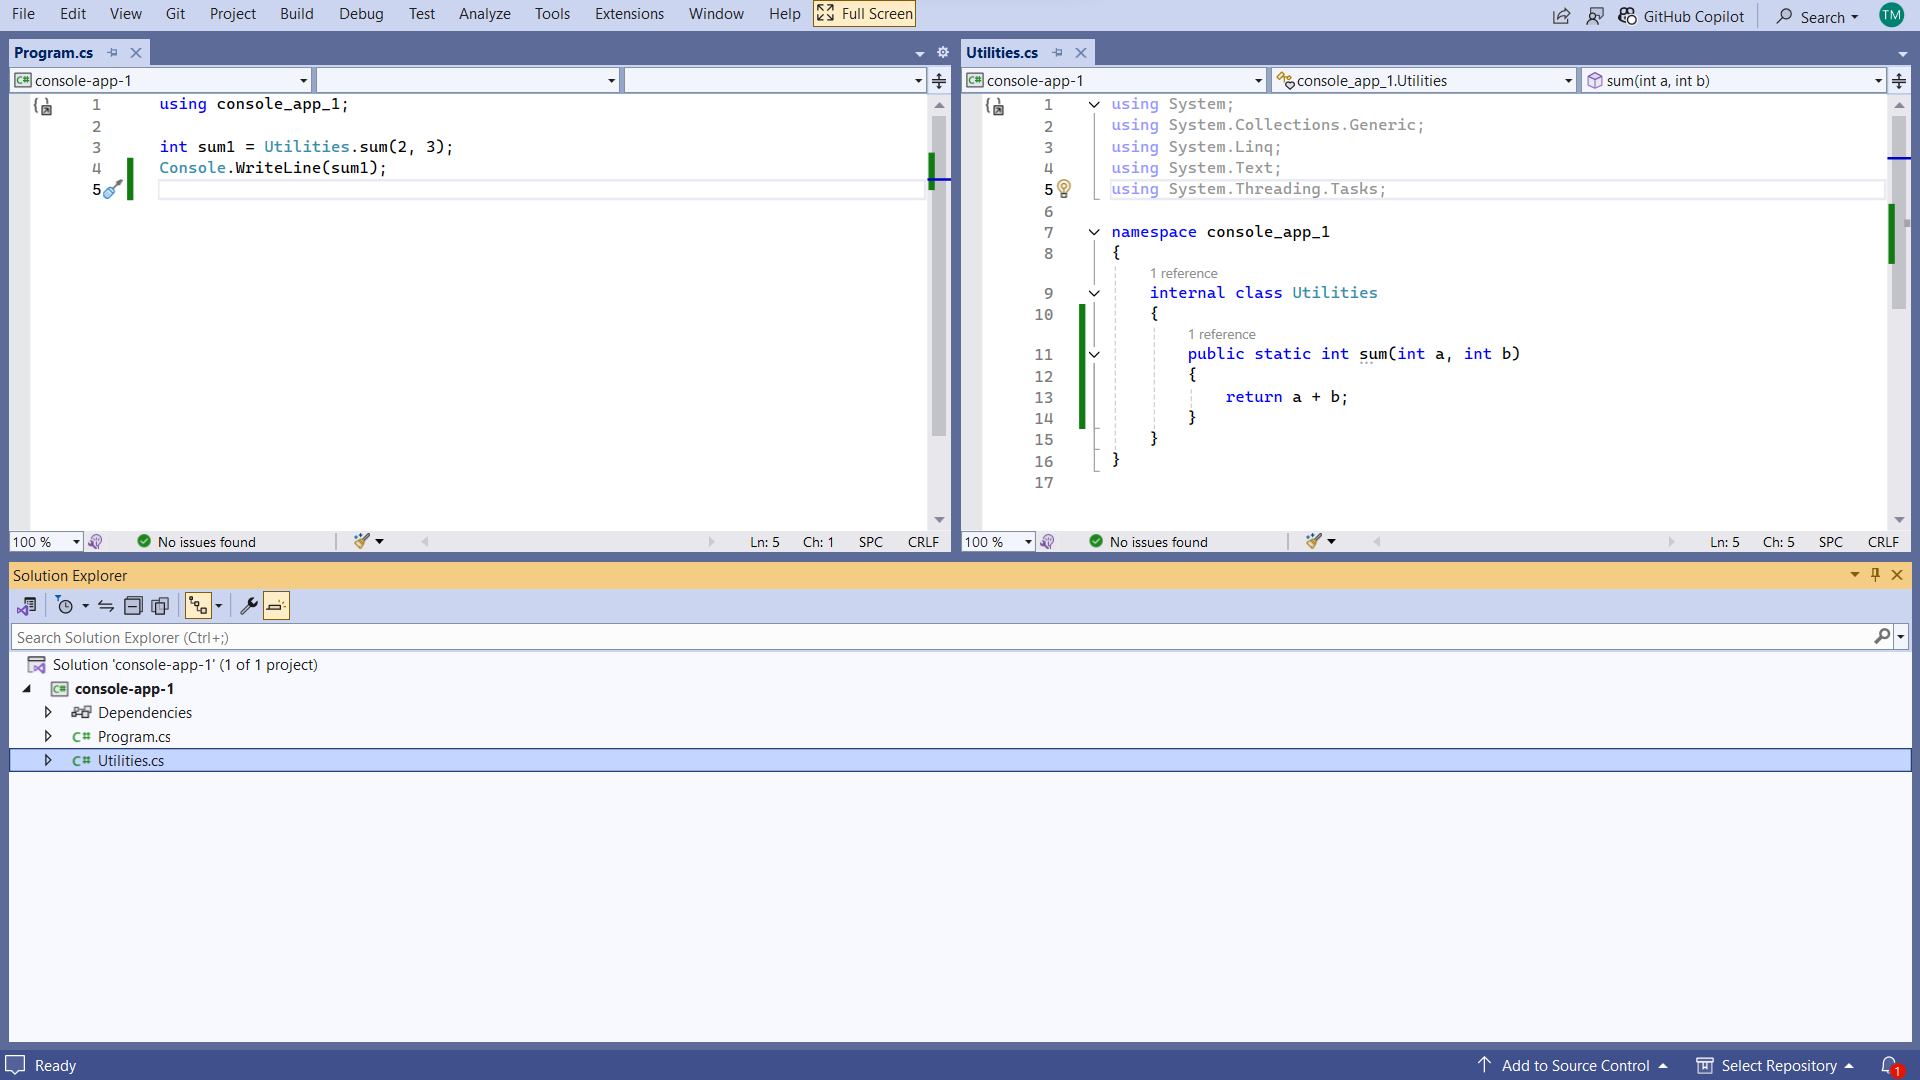 File Edit View Git Project Build Debug Test Analyze Tools Extensions Window Help Full Screen GitHub Copilot Search TM
Program.cs
console-app-1
1 using console_app_1;
2
3 int sum1 = Utilities.sum(2, 3);
4 Console.WriteLine(sum1);
5
100 % No issues found Ln: 5 Ch: 1 SPC CRLF
Utilities.cs
console-app-1 console_app_1.Utilities sum(int a, int b)
1 using System;
2 using System.Collections.Generic;
3 using System.Linq;
4 using System.Text;
5 using System.Threading.Tasks;
6
7 namespace console_app_1
8 {
1 reference
9 internal class Utilities
10 {
1 reference
11 public static int sum(int a, int b)
12 {
13 return a + b;
14 }
15 }
16 }
17
100 % No issues found Ln: 5 Ch: 5 SPC CRLF
Solution Explorer
Search Solution Explorer (Ctrl+;)
Solution 'console-app-1' (1 of 1 project)
C# console-app-1
Dependencies
C# Program.cs
C# Utilities.cs
Ready Add to Source Control Select Repository 1